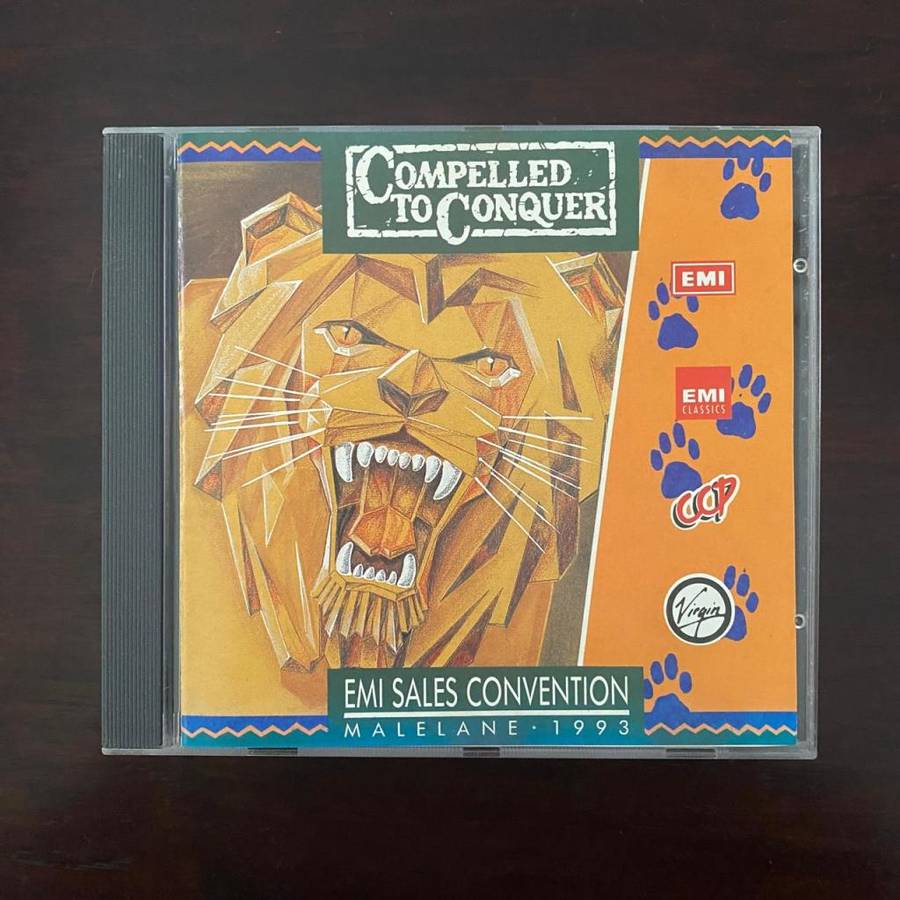 COMPELLED
TO CONQUER
EMI
EMI
CLASSICS
CCP
Virgin
EMI SALES CONVENTION
MALELANE · 1993